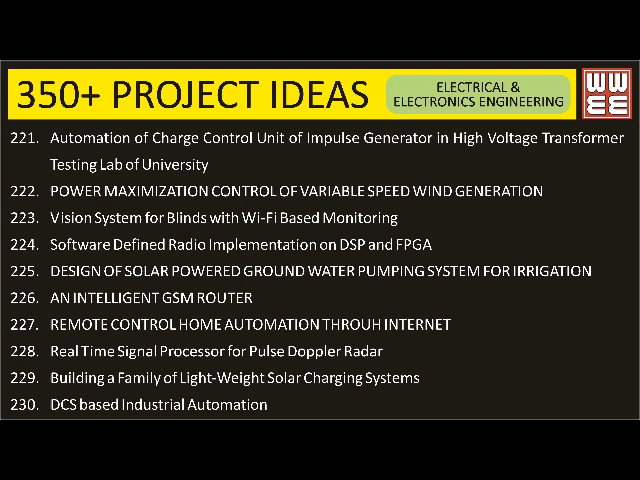 350+ PROJECT IDEAS
ELECTRICAL &
ELECTRONICS ENGINEERING
WW
EE
221. Automation of Charge Control Unit of Impulse Generator in High Voltage Transformer
Testing Lab of University
222. POWER MAXIMIZATION CONTROL OF VARIABLE SPEED WIND GENERATION
223. Vision System for Blinds with Wi-Fi Based Monitoring
224. Software Defined Radio Implementation on DSP and FPGA
225. DESIGN OF SOLAR POWERED GROUND WATER PUMPING SYSTEM FOR IRRIGATION
226. AN INTELLIGENT GSM ROUTER
227. REMOTE CONTROL HOME AUTOMATION THROUH INTERNET
228. Real Time Signal Processor for Pulse Doppler Radar
229. Building a Family of Light-Weight Solar Charging Systems
230. DCS based Industrial Automation